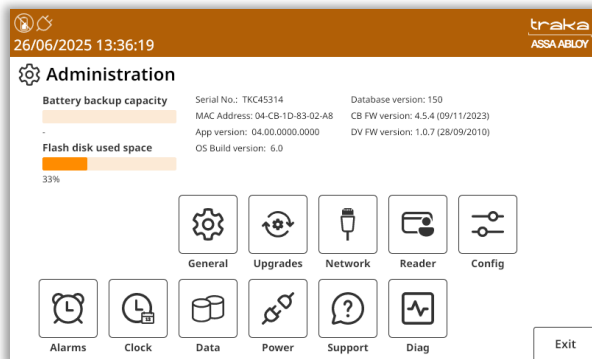 traka
26/06/2025 13:36:19
ASSA ABLOY
Administration
Battery backup capacity
-
Flash disk used space
33%
Serial No.: TKC45314
MAC Address: 04-CB-1D-83-02-A8
App version: 04.00.0000.0000
OS Build version: 6.0
Database version: 150
CB FW version: 4.5.4 (09/11/2023)
DV FW version: 1.0.7 (28/09/2010)
General Upgrades Network Reader Config
Alarms Clock Data Power Support Diag
Exit